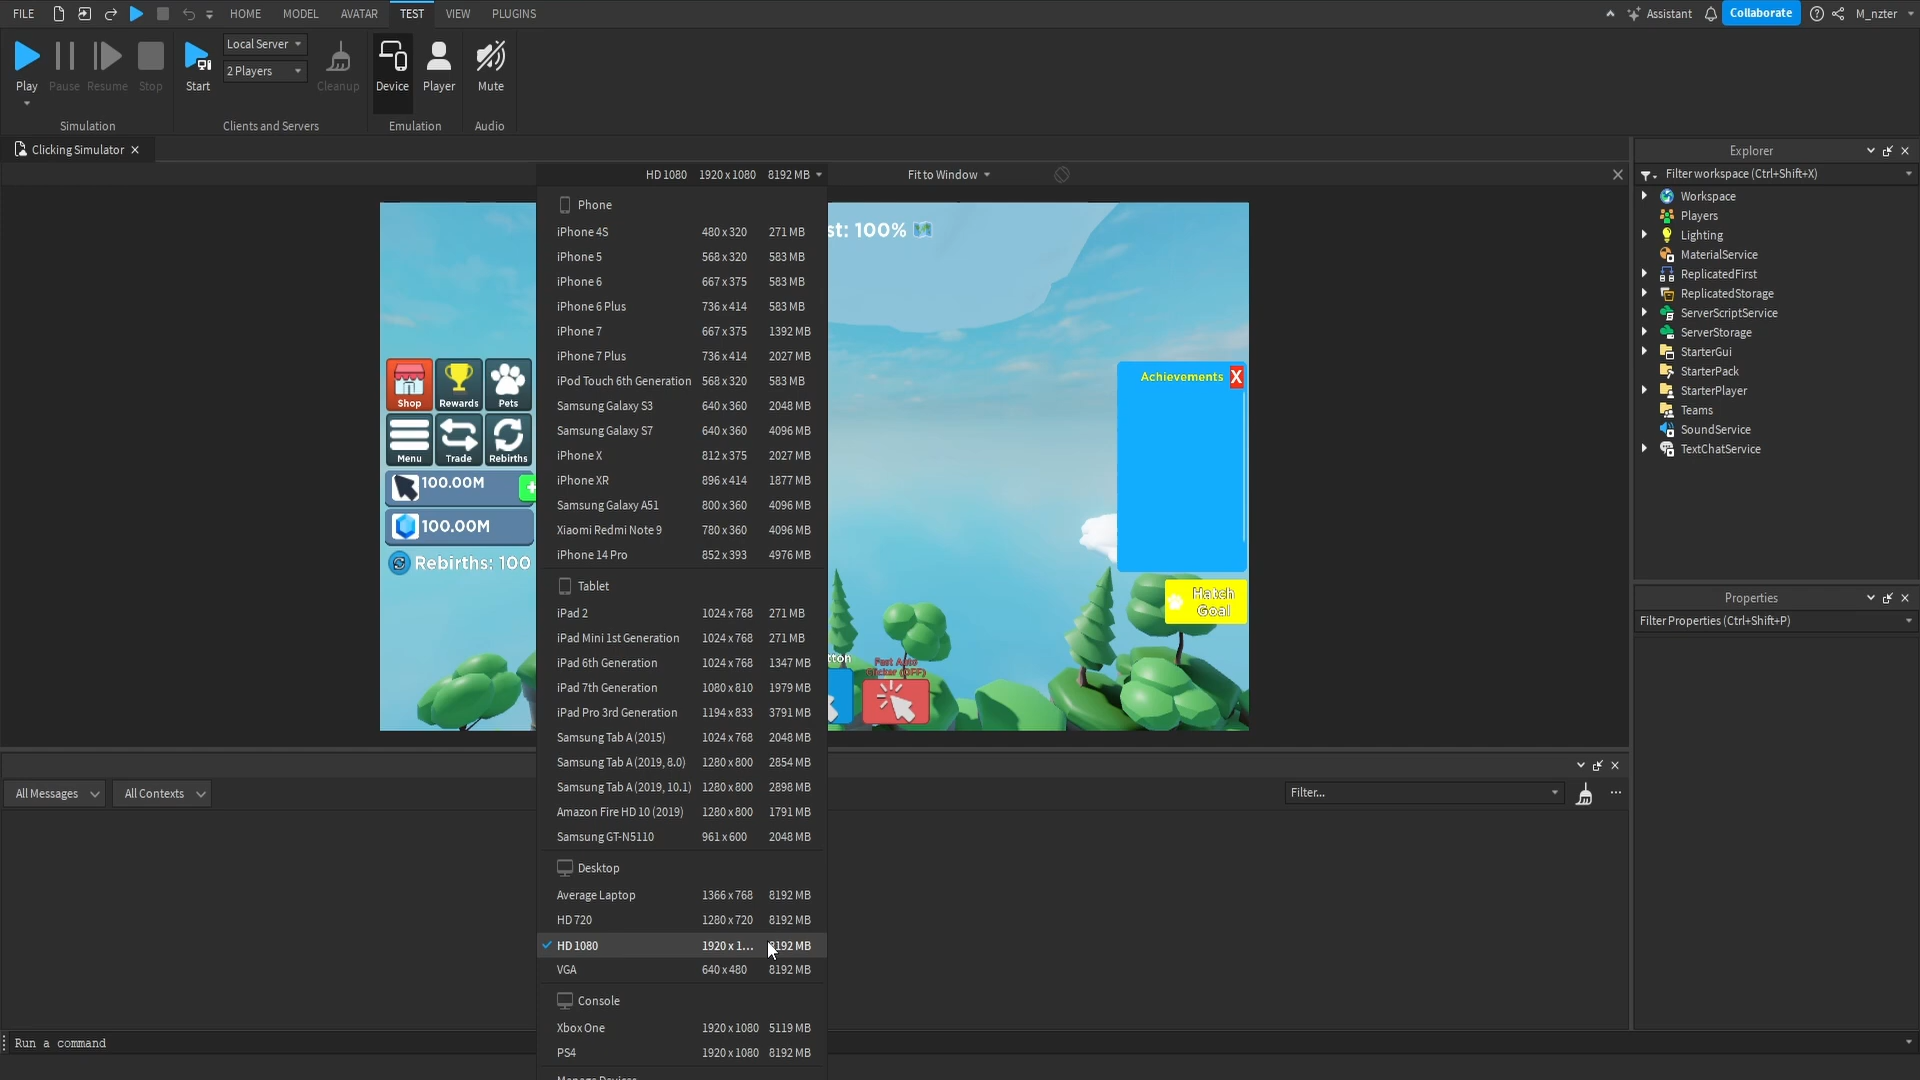 FILE HOME MODEL AVATAR TEST VIEW PLUGINS Assistant Collaborate M_nzter
Local Server
2 Players
Play Pause Resume Stop Start Cleanup Device Player Mute
Simulation Clients and Servers Emulation Audio
Clicking Simulator
HD 1080 1920 x 1080 8192 MB Fit to Window
Phone
iPhone 4S 480 x 320 271 MB
iPhone 5 568 x 320 583 MB
iPhone 6 667 x 375 583 MB
iPhone 6 Plus 736 x 414 583 MB
iPhone 7 667 x 375 1392 MB
iPhone 7 Plus 736 x 414 2027 MB
iPod Touch 6th Generation 568 x 320 583 MB
Samsung Galaxy S3 640 x 360 2048 MB
Samsung Galaxy S7 640 x 360 4096 MB
iPhone X 812 x 375 2027 MB
iPhone XR 896 x 414 1877 MB
Samsung Galaxy A51 800 x 360 4096 MB
Xiaomi Redmi Note 9 780 x 360 4096 MB
iPhone 14 Pro 852 x 393 4976 MB
Tablet
iPad 2 1024 x 768 271 MB
iPad Mini 1st Generation 1024 x 768 271 MB
iPad 6th Generation 1024 x 768 1347 MB
iPad 7th Generation 1080 x 810 1979 MB
iPad Pro 3rd Generation 1194 x 833 3791 MB
Samsung Tab A (2015) 1024 x 768 2048 MB
Samsung Tab A (2019, 8.0) 1280 x 800 2854 MB
Samsung Tab A (2019, 10.1) 1280 x 800 2898 MB
Amazon Fire HD 10 (2019) 1280 x 800 1791 MB
Samsung GT-N5110 961 x 600 2048 MB
Desktop
Average Laptop 1366 x 768 8192 MB
HD 720 1280 x 720 8192 MB
HD 1080 1920 x 1... 8192 MB
VGA 640 x 480 8192 MB
Console
Xbox One 1920 x 1080 5119 MB
PS4 1920 x 1080 8192 MB
Manage Devices
st: 100%
Shop Rewards Pets
Menu Trade Rebirths
100.00M
100.00M
Rebirths: 100
Achievements X
Hatch
Goal
tton
Fast Auto
Clicker (OFF)
Explorer
Filter workspace (Ctrl+Shift+X)
Workspace
Players
Lighting
MaterialService
ReplicatedFirst
ReplicatedStorage
ServerScriptService
ServerStorage
StarterGui
StarterPack
StarterPlayer
Teams
SoundService
TextChatService
Properties
Filter Properties (Ctrl+Shift+P)
All Messages All Contexts Filter...
Run a command